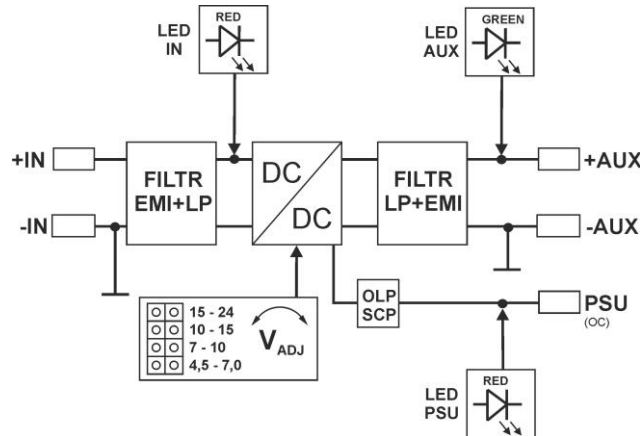 LED
IN
RED
LED
AUX
GREEN
+IN
-IN
FILTR
EMI+LP
DC
DC
FILTR
LP+EMI
+AUX
-AUX
15 - 24
10 - 15
7 - 10
4,5 - 7,0
VADJ
OLP
SCP
PSU
(OC)
LED
PSU
RED